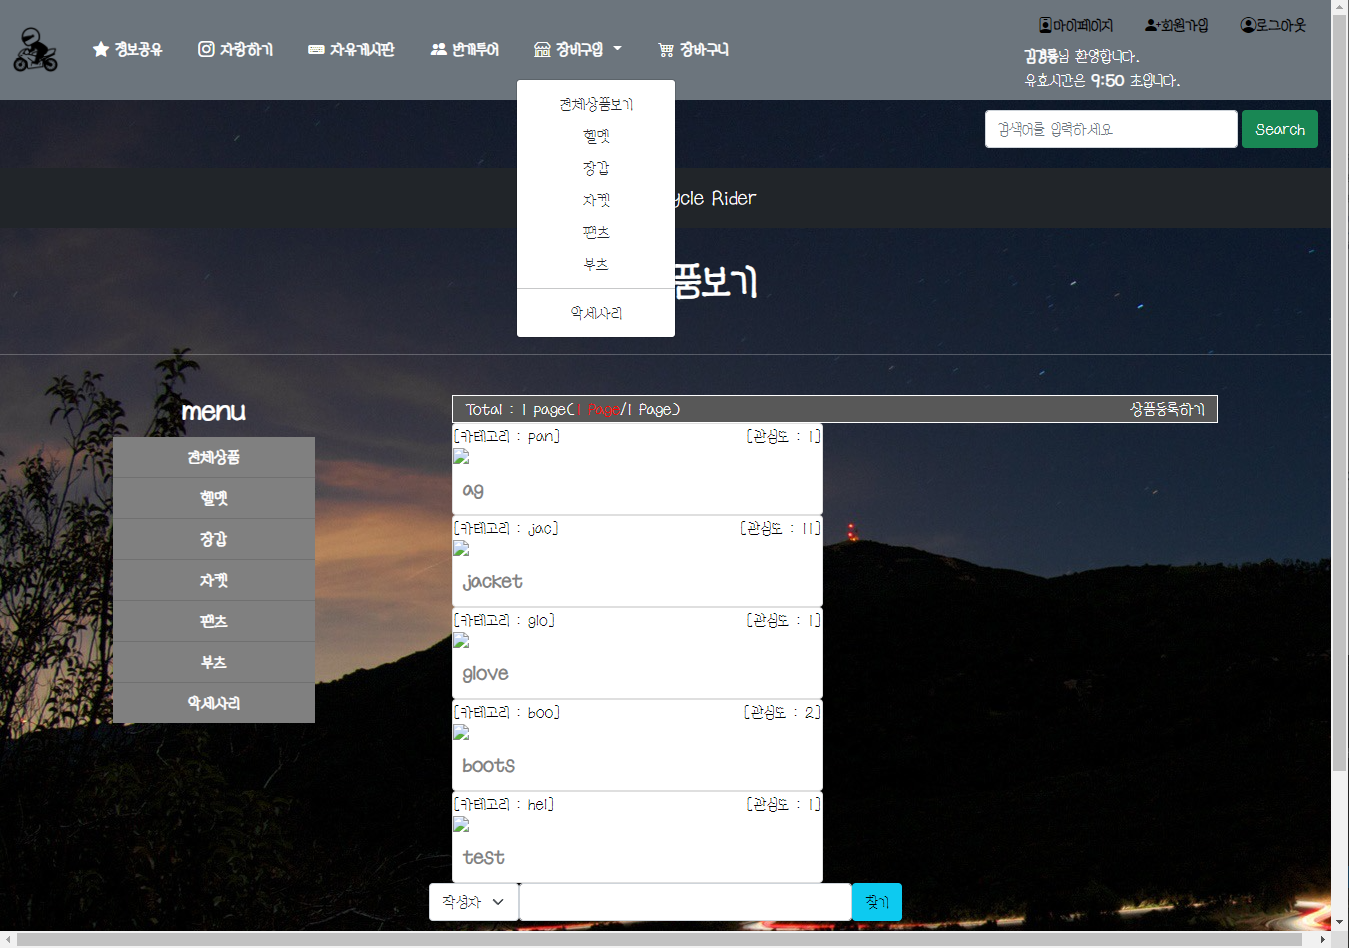 마이페이지 회원가입 로그아웃
정보공유 자랑하기 자유게시판 번개투어 장비구입 장바구니
김경룡님 환영합니다.
유효시간은 9:50 초입니다.
전체상품보기
헬멧
장갑
자켓
팬츠
부츠
악세사리
검색어를 입력하세요 Search
ycle Rider
품보기
menu
전체상품
헬멧
장갑
자켓
팬츠
부츠
악세사리
Total : 1 page(1 Page/1 Page) 상품등록하기
[카테고리 : pan] [관심도 : 1]
ag
[카테고리 : jac] [관심도 : 11]
jacket
[카테고리 : glo] [관심도 : 1]
glove
[카테고리 : boo] [관심도 : 2]
boots
[카테고리 : hel] [관심도 : 1]
test
작성자 찾기